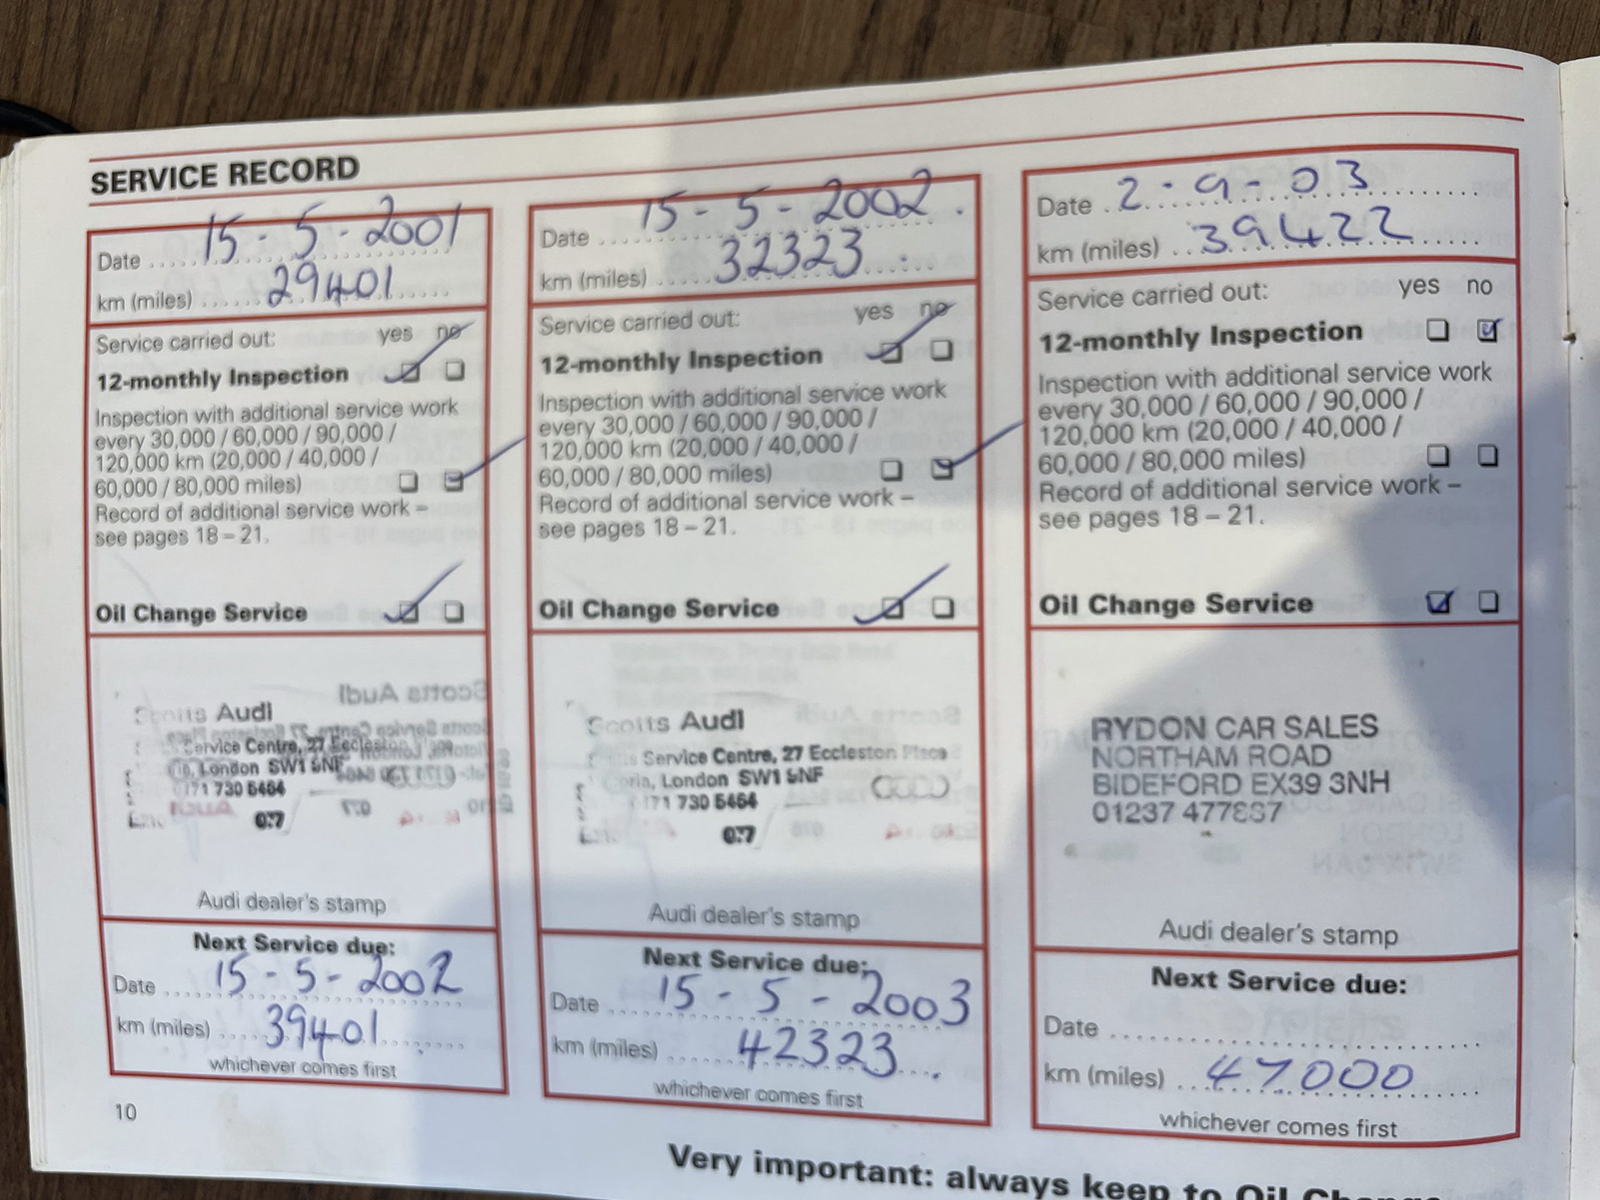 SERVICE RECORD
Date 15-5-2001
km (miles) 29401
Service carried out: yes no
12-monthly Inspection
Inspection with additional service work
every 30,000 / 60,000 / 90,000 /
120,000 km (20,000 / 40,000 /
60,000 / 80,000 miles)
Record of additional service work –
see pages 18 – 21.
Oil Change Service
Scotts Audi
Service Centre, 27 Eccleston
London SW1
171 730 5464
Audi dealer's stamp
Next Service due:
Date 15-5-2002
km (miles) 39401
whichever comes first
10
Date 15-5-2002.
km (miles) 32323
Service carried out: yes no
12-monthly Inspection
Inspection with additional service work
every 30,000 / 60,000 / 90,000 /
120,000 km (20,000 / 40,000 /
60,000 / 80,000 miles)
Record of additional service work –
see pages 18 – 21.
Oil Change Service
Scotts Audi
Service Centre, 27 Eccleston Place
London SW1
171 730 5464
Audi dealer's stamp
Next Service due:
Date 15-5-2003
km (miles) 42323
whichever comes first
Date 2-9-03
km (miles) 39422
Service carried out: yes no
12-monthly Inspection
Inspection with additional service work
every 30,000 / 60,000 / 90,000 /
120,000 km (20,000 / 40,000 /
60,000 / 80,000 miles)
Record of additional service work –
see pages 18 – 21.
Oil Change Service
RYDON CAR SALES
NORTHAM ROAD
BIDEFORD EX39 3NH
01237
Audi dealer's stamp
Next Service due:
Date
km (miles) 47000
whichever comes first
Very important: always keep to Oil Change